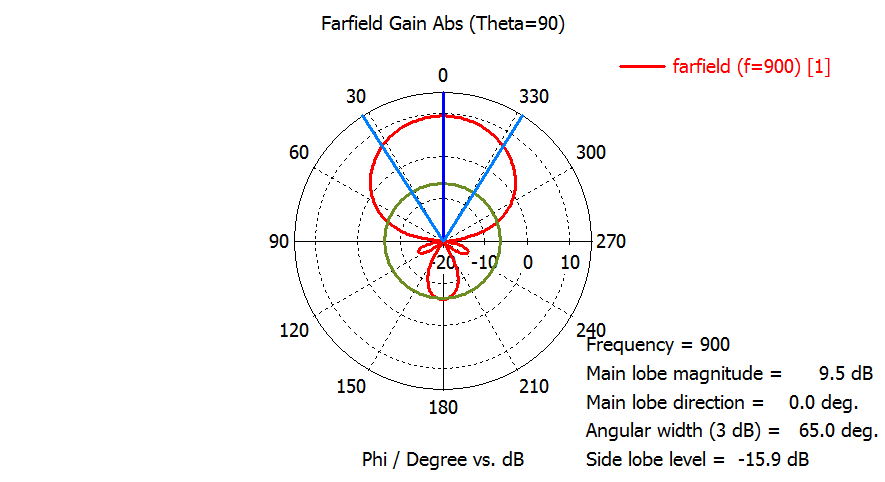 Farfield Gain Abs (Theta=90)
farfield (f=900) [1]
0
30
330
60
300
90
-20
-10
0
10
270
120
240
150
210
180
Frequency = 900
Main lobe magnitude = 9.5 dB
Main lobe direction = 0.0 deg.
Angular width (3 dB) = 65.0 deg.
Side lobe level = -15.9 dB
Phi / Degree vs. dB